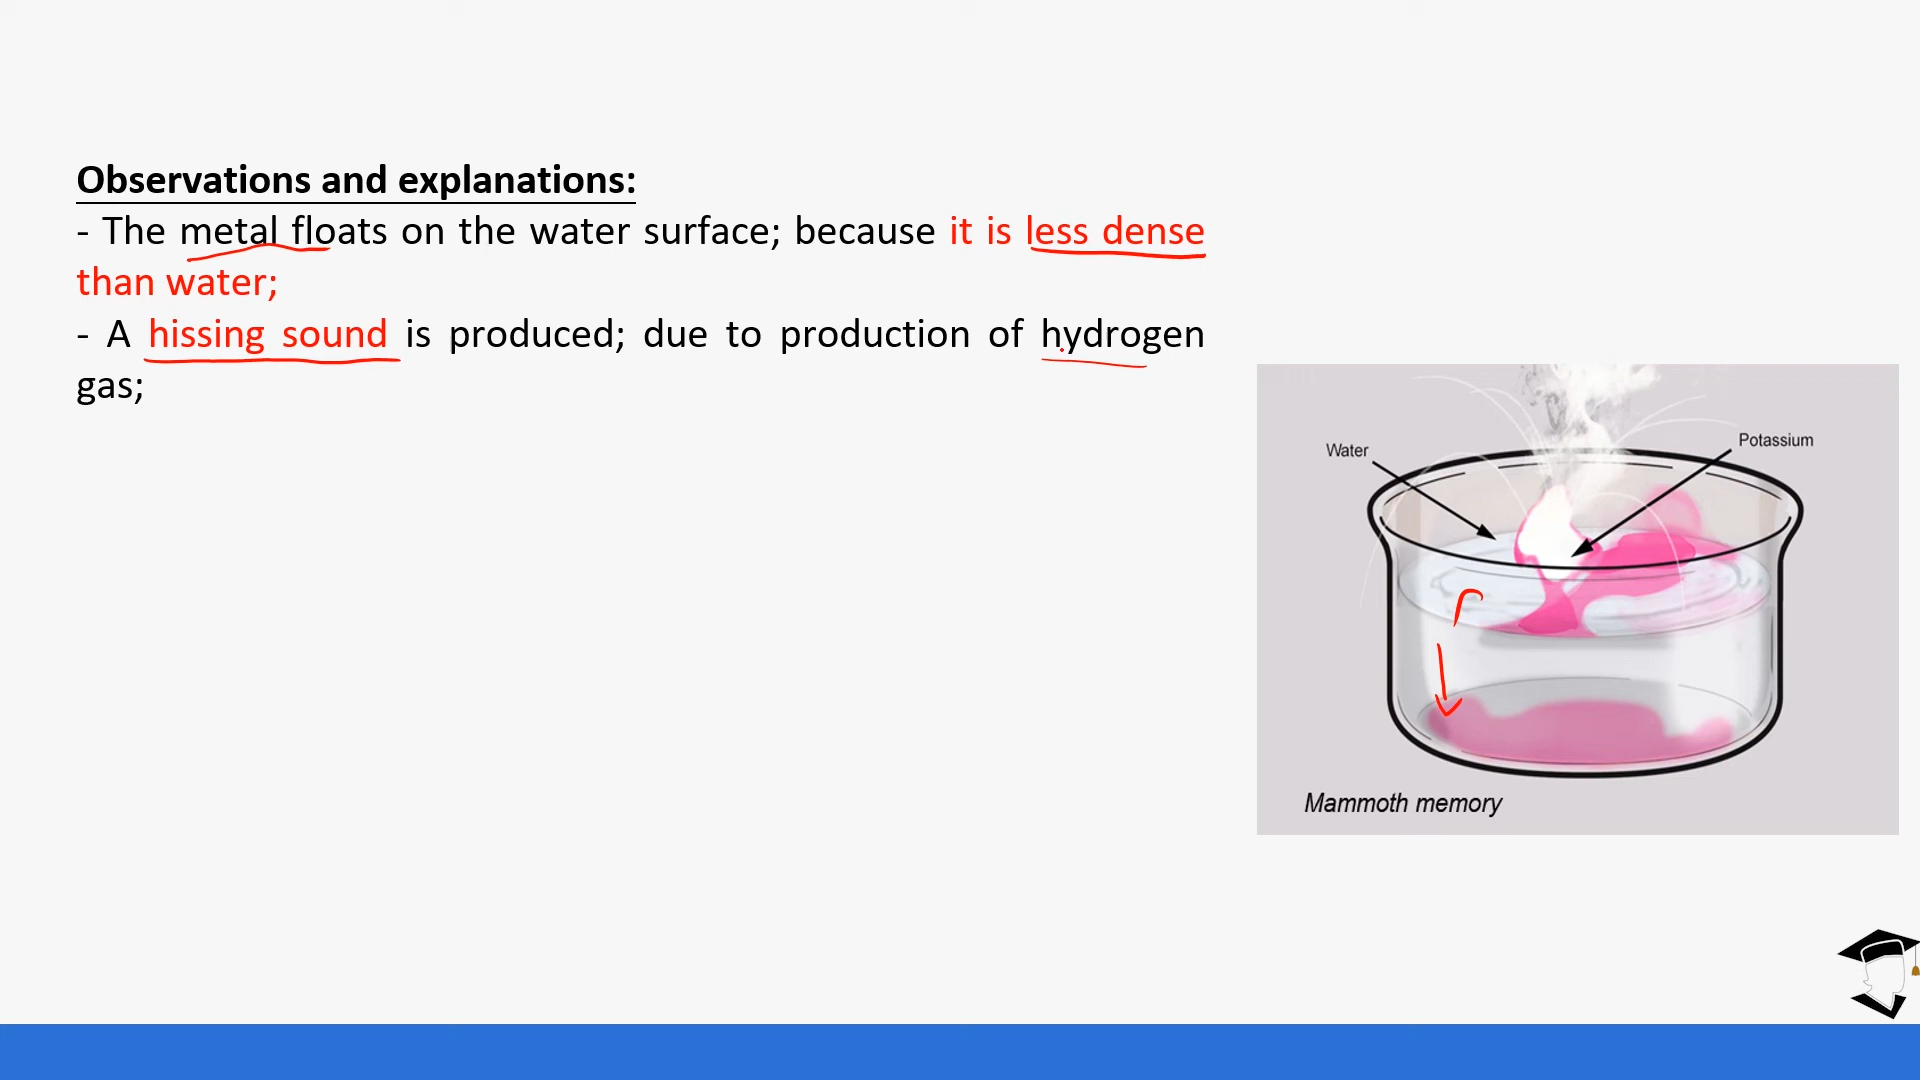 Observations and explanations:
- The metal floats on the water surface; because it is less dense
than water;
- A hissing sound is produced; due to production of hydrogen
gas;
Water
Potassium
Mammoth memory